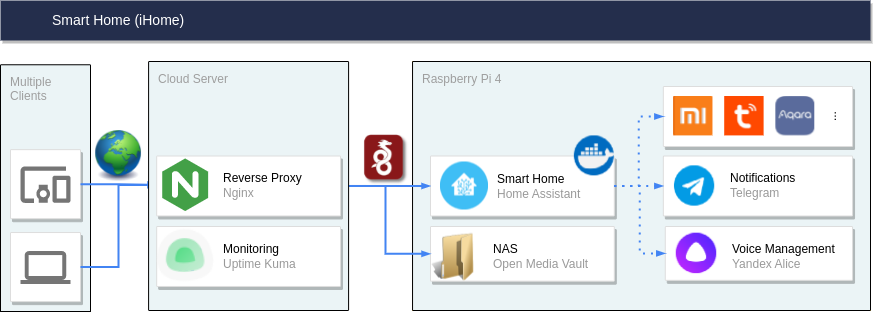 Smart Home (iHome)
Multiple
Clients
Cloud Server
Reverse Proxy
Nginx
Monitoring
Uptime Kuma
Raspberry Pi 4
Smart Home
Home Assistant
NAS
Open Media Vault
mi
Aqara
Notifications
Telegram
Voice Management
Yandex Alice